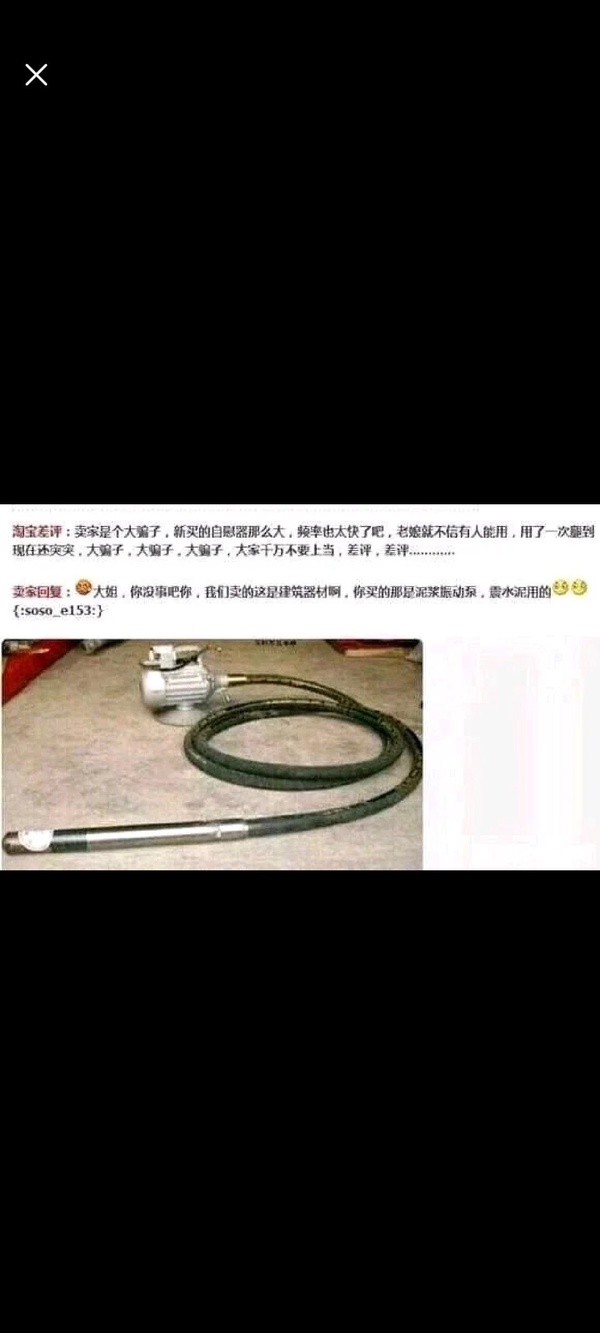 淘宝差评：卖家是个大骗子，新买的自慰器那么大，频率也太快了吧，老娘就不信有人能用，用了一次腿到
现在还突突，大骗子，大骗子，大骗子，大家千万不要上当，差评，差评............
卖家回复：大姐，你没事吧你，我们卖的这是建筑器材啊，你买的那是泥浆振动泵，震水泥用的
{:soso_e153:}